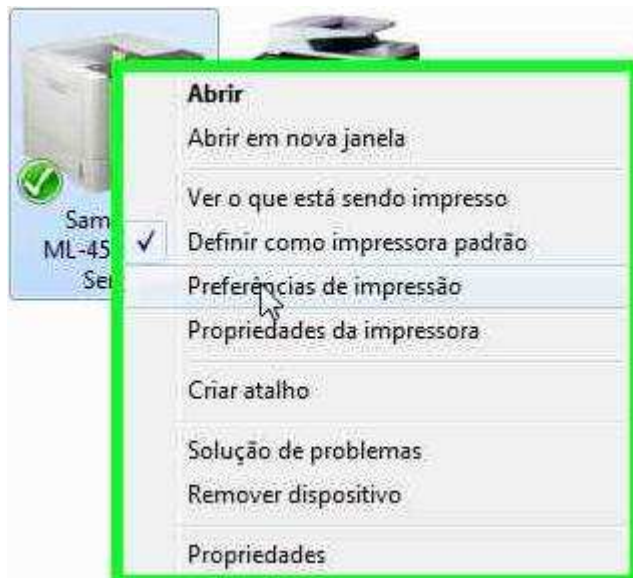 Abrir
Abrir em nova janela
Ver o que está sendo impresso
Definir como impressora padrão
Preferências de impressão
Propriedades da impressora
Criar atalho
Solução de problemas
Remover dispositivo
Propriedades
Sam
ML-45
Ser